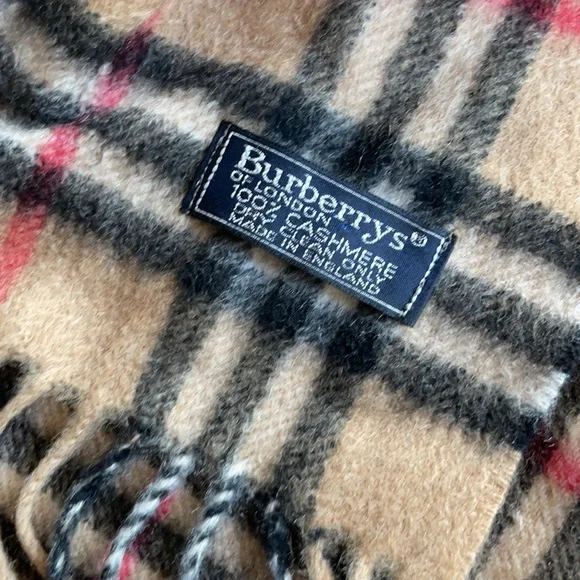 Burberrys®
OF LONDON
100% CASHMERE
DRY CLEAN ONLY
MADE IN ENGLAND